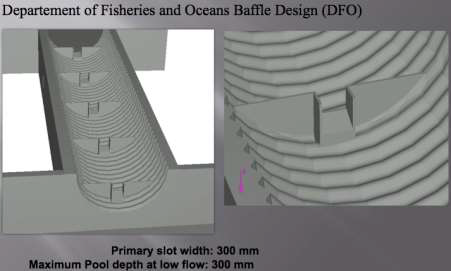 Departement of Fisheries and Oceans Baffle Design (DFO)
Primary slot width: 300 mm
Maximum Pool depth at low flow: 300 mm